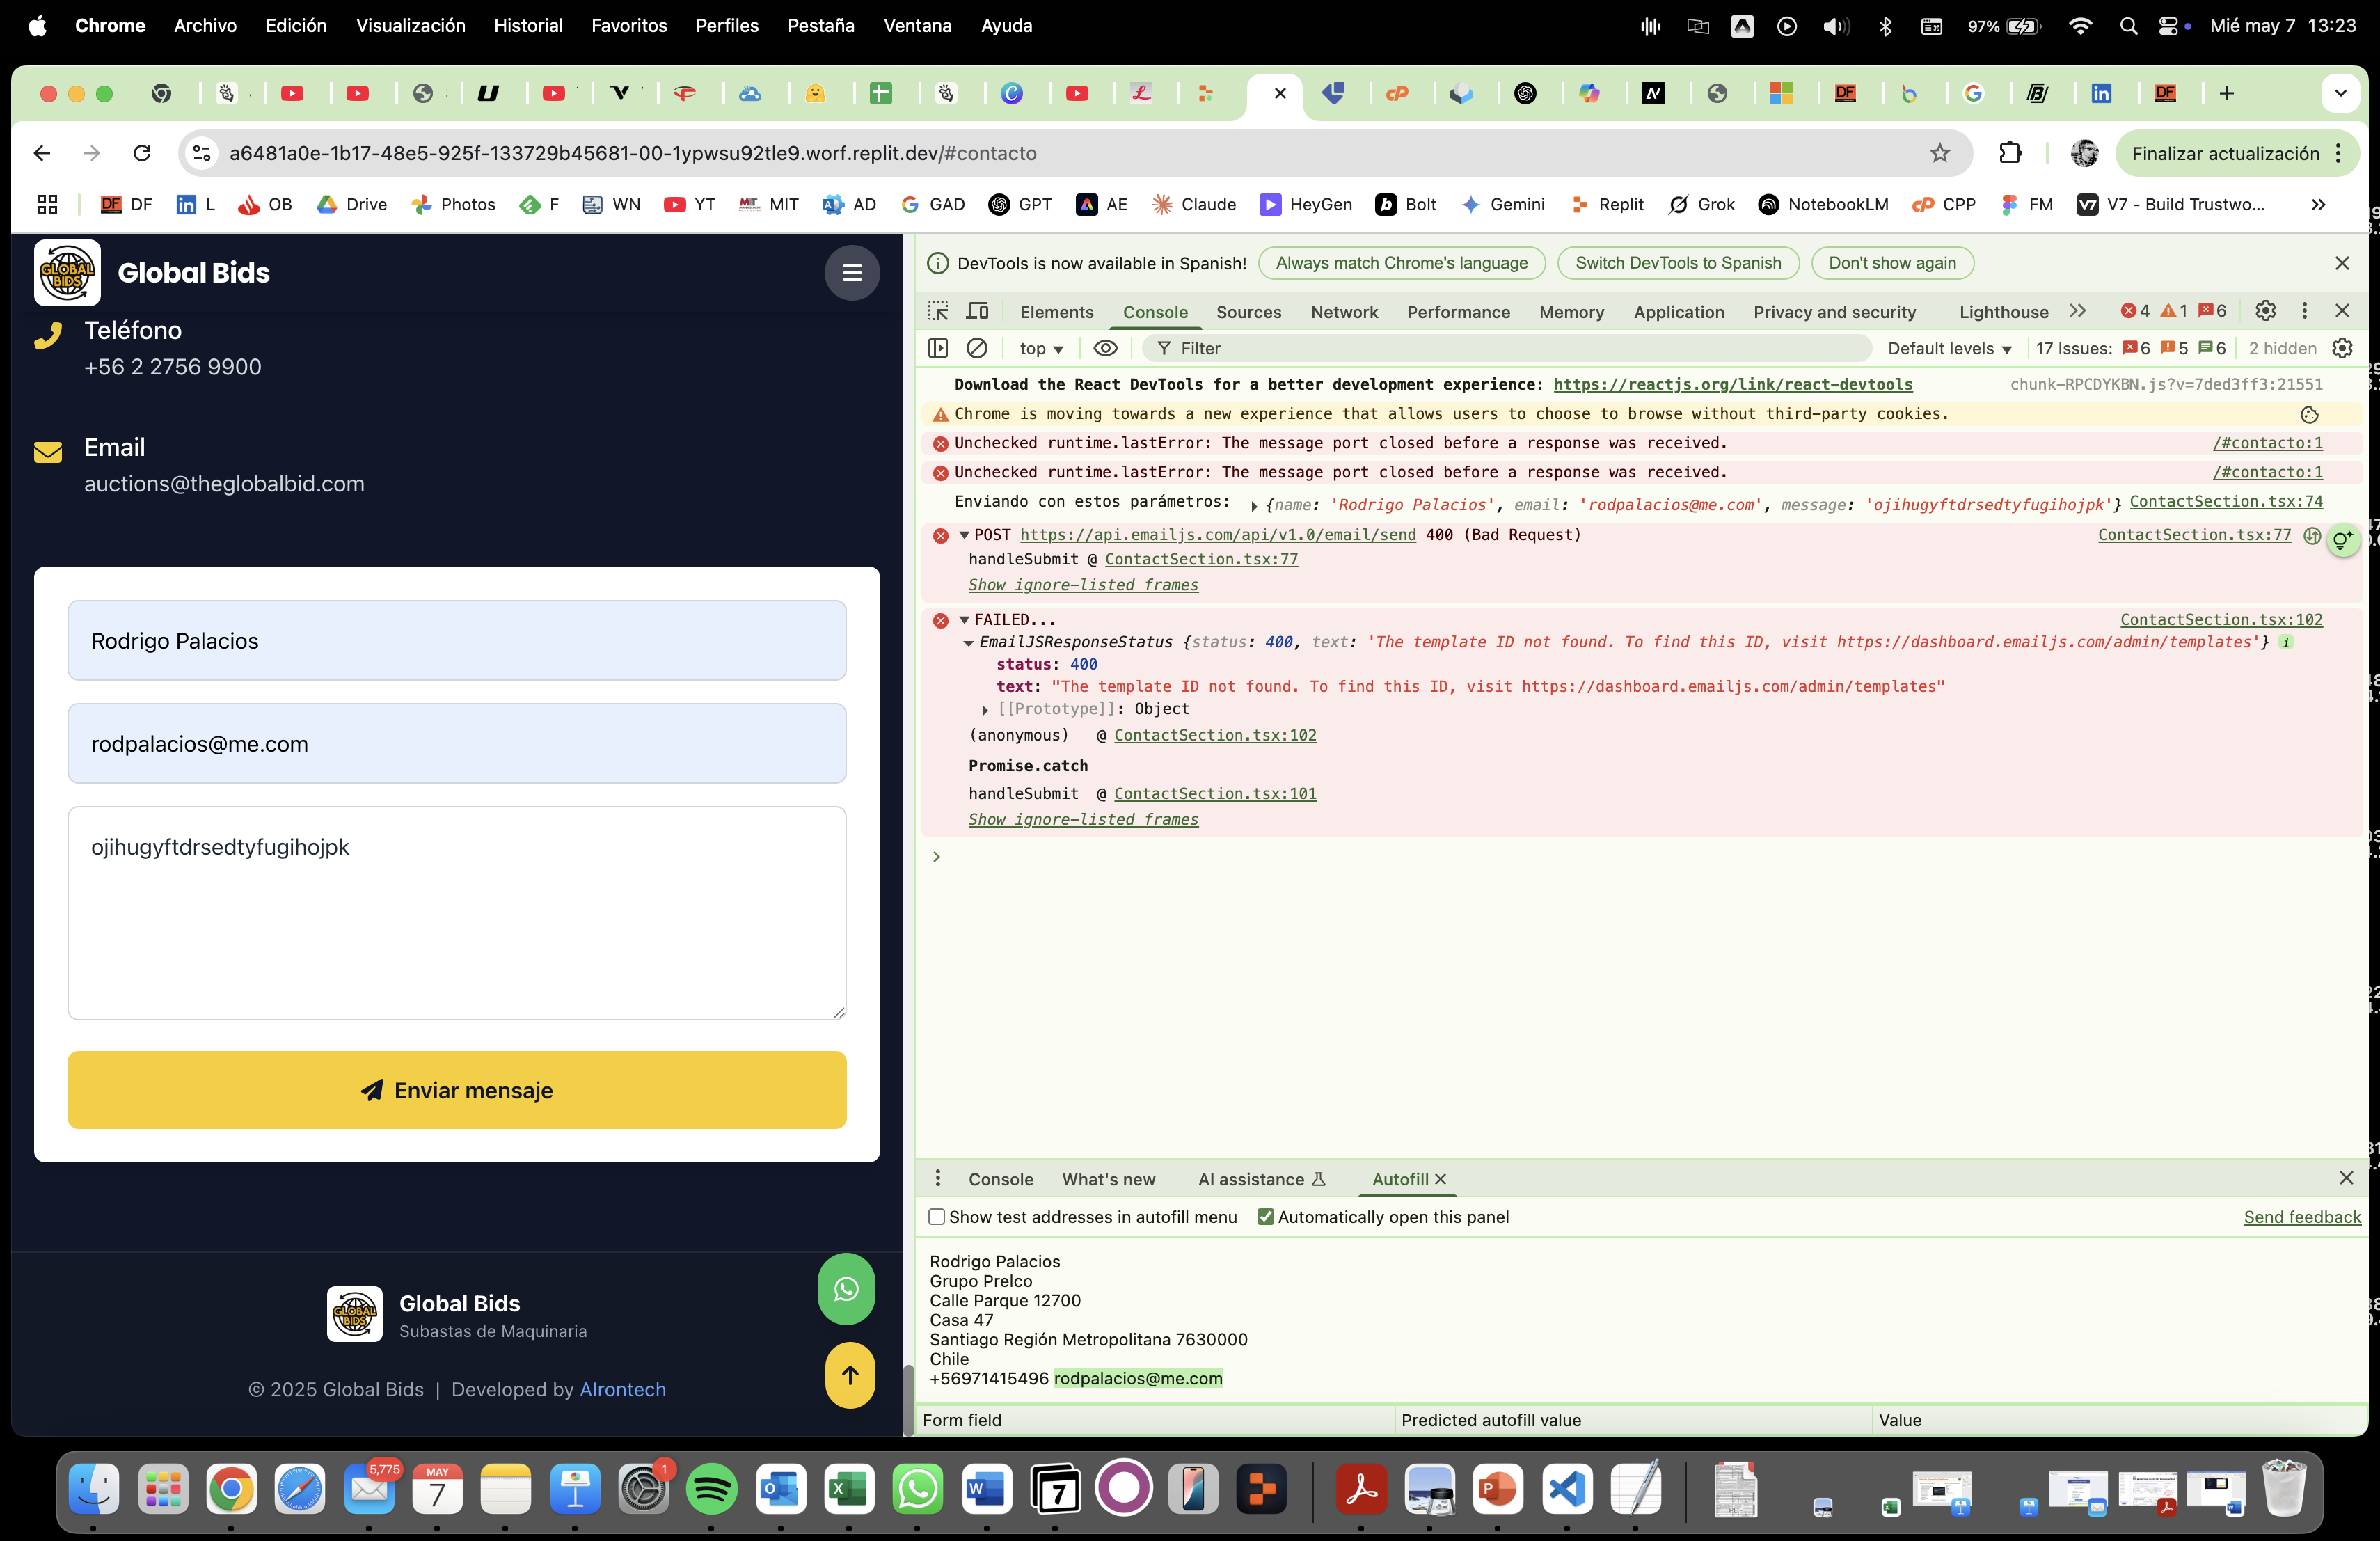 Chrome Archivo Edición Visualización Historial Favoritos Perfiles Pestaña Ventana Ayuda 97% Mié may 7 13:23
a6481a0e-1b17-48e5-925f-133729b45681-00-1ypwsu92tle9.worf.replit.dev/#contacto Finalizar actualización
DF L OB Drive Photos F WN YT MIT AD GAD GPT AE Claude HeyGen Bolt Gemini Replit Grok NotebookLM CPP FM V7 - Build Trustwo...
GLOBAL BIDS Global Bids
Teléfono
+56 2 2756 9900
Email
auctions@theglobalbid.com
Rodrigo Palacios
rodpalacios@me.com
ojihugyftdrsedtyfugihojpk
Enviar mensaje
GLOBAL BIDS Global Bids
Subastas de Maquinaria
© 2025 Global Bids | Developed by AIrontech
DevTools is now available in Spanish! Always match Chrome's language Switch DevTools to Spanish Don't show again
Elements Console Sources Network Performance Memory Application Privacy and security Lighthouse 4 1 6
top Filter Default levels 17 Issues: 6 5 6 2 hidden
Download the React DevTools for a better development experience: https://reactjs.org/link/react-devtools chunk-RPCDYKBN.js?v=7ded3ff3:21551
Chrome is moving towards a new experience that allows users to choose to browse without third-party cookies.
Unchecked runtime.lastError: The message port closed before a response was received. /#contacto:1
Unchecked runtime.lastError: The message port closed before a response was received. /#contacto:1
Enviando con estos parámetros: {name: 'Rodrigo Palacios', email: 'rodpalacios@me.com', message: 'ojihugyftdrsedtyfugihojpk'} ContactSection.tsx:74
POST https://api.emailjs.com/api/v1.0/email/send 400 (Bad Request) ContactSection.tsx:77
handleSubmit @ ContactSection.tsx:77
Show ignore-listed frames
FAILED... ContactSection.tsx:102
EmailJSResponseStatus {status: 400, text: 'The template ID not found. To find this ID, visit https://dashboard.emailjs.com/admin/templates'}
status: 400
text: "The template ID not found. To find this ID, visit https://dashboard.emailjs.com/admin/templates"
[[Prototype]]: Object
(anonymous) @ ContactSection.tsx:102
Promise.catch
handleSubmit @ ContactSection.tsx:101
Show ignore-listed frames
Console What's new AI assistance Autofill
Show test addresses in autofill menu Automatically open this panel Send feedback
Rodrigo Palacios
Grupo Prelco
Calle Parque 12700
Casa 47
Santiago Región Metropolitana 7630000
Chile
+56971415496 rodpalacios@me.com
Form field Predicted autofill value Value
5,775 MAY 7 1 7